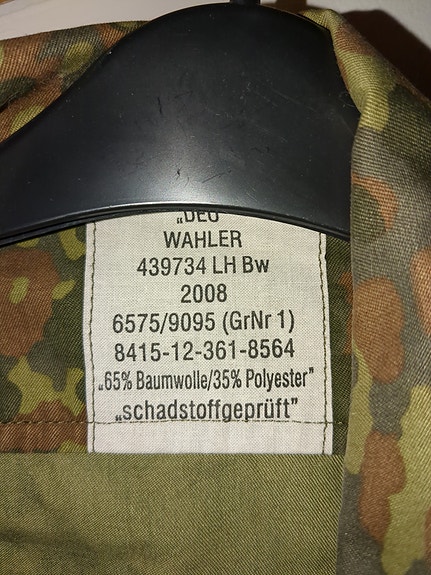 „DEU"
WAHLER
439734 LH Bw
2008
6575/9095 (GrNr 1)
8415-12-361-8564
„65% Baumwolle/35% Polyester"
„schadstoffgeprüft"